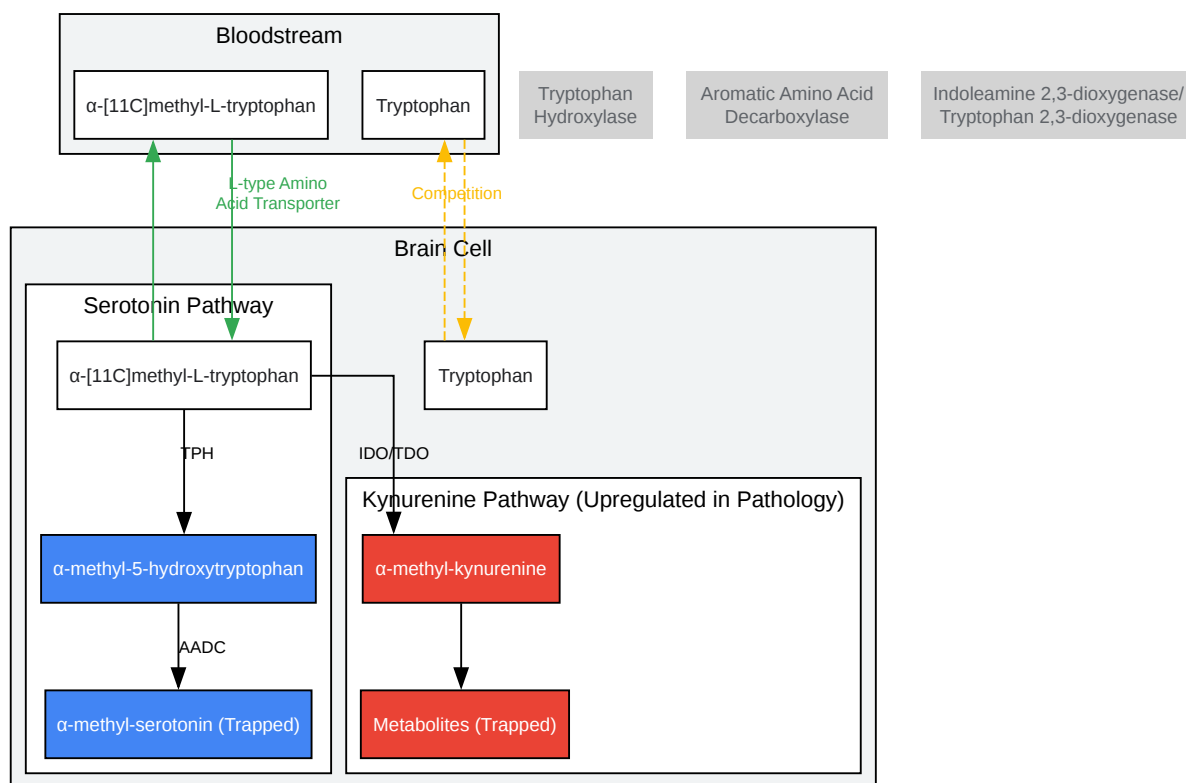 Bloodstream
α-[11C]methyl-L-tryptophan
Tryptophan
Tryptophan
Hydroxylase
Aromatic Amino Acid
Decarboxylase
Indoleamine 2,3-dioxygenase/
Tryptophan 2,3-dioxygenase
L-type Amino
Acid Transporter
Competition
Brain Cell
Serotonin Pathway
α-[11C]methyl-L-tryptophan
Tryptophan
TPH
IDO/TDO
Kynurenine Pathway (Upregulated in Pathology)
α-methyl-5-hydroxytryptophan
α-methyl-kynurenine
AADC
α-methyl-serotonin (Trapped)
Metabolites (Trapped)